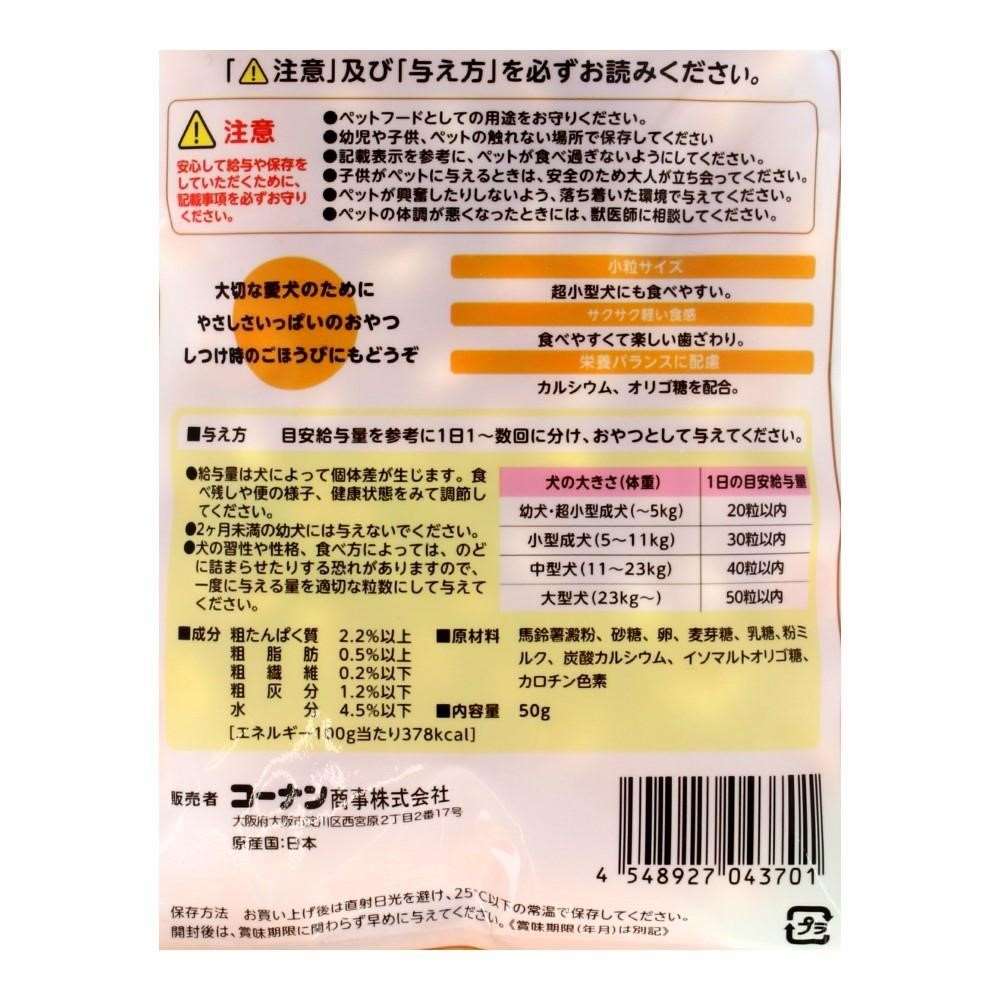 「⚠注意」及び「与え方」を必ずお読みください。
注意
安心して給与や保存を
していただくために、
記載事項を必ずお守り
ください。
●ペットフードとしての用途をお守りください。
●幼児や子供、ペットの触れない場所で保存してください
●記載表示を参考に、ペットが食べ過ぎないようにしてください。
●子供がペットに与えるときは、安全のため大人が立ち会ってください。
●ペットが興奮したりしないよう、落ち着いた環境で与えてください。
●ペットの体調が悪くなったときには、獣医師に相談してください。
大切な愛犬のために
やさしさいっぱいのおやつ
しつけ時のごほうびにもどうぞ
小粒サイズ
超小型犬にも食べやすい。
サクサク軽い食感
食べやすくて楽しい歯ざわり。
栄養バランスに配慮
カルシウム、オリゴ糖を配合。
■与え方 目安給与量を参考に1日1〜数回に分け、おやつとして与えてください。
●給与量は犬によって個体差が生じます。食
べ残しや便の様子、健康状態をみて調節し
てください。
●2ヶ月未満の幼犬には与えないでください。
●犬の習性や性格、食べ方によっては、のど
に詰まらせたりする恐れがありますので、
一度に与える量を適切な粒数にして与えて
ください。
犬の大きさ(体重) 1日の目安給与量
幼犬・超小型成犬(〜5kg) 20粒以内
小型成犬(5〜11kg) 30粒以内
中型犬(11〜23kg) 40粒以内
大型犬(23kg〜) 50粒以内
■成分 粗たんぱく質 2.2%以上
粗脂肪 0.5%以上
粗繊維 0.2%以下
粗灰分 1.2%以下
水分 4.5%以下
[エネルギー100g当たり378kcal]
■原材料 馬鈴薯澱粉、砂糖、卵、麦芽糖、乳糖、粉ミ
ルク、炭酸カルシウム、イソマルトオリゴ糖、
カロチン色素
■内容量 50g
販売者 コーナン商事株式会社
大阪府大阪市淀川区西宮原2丁目2番17号
原産国:日本
4 548927 043701
保存方法 お買い上げ後は直射日光を避け、25℃以下の常温で保存してください。
開封後は、賞味期限に関わらず早めに与えてください。《賞味期限(年月)は別記》
プラ